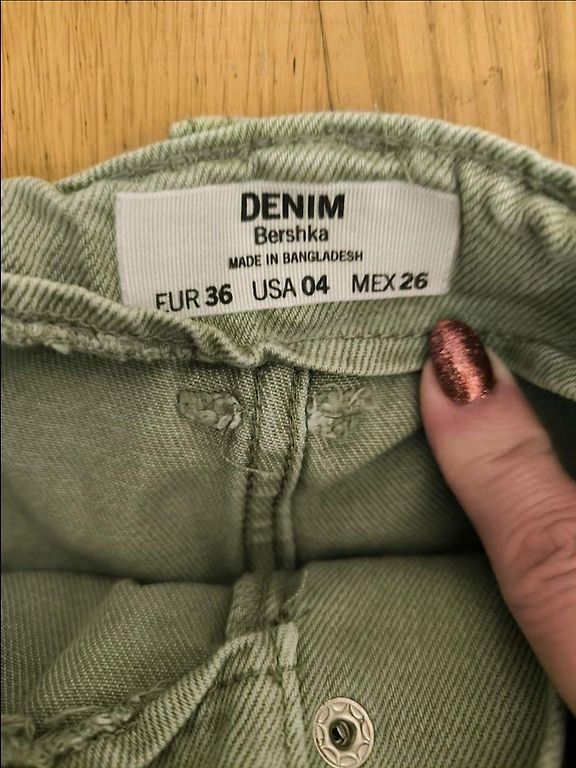 DENIM
Bershka
MADE IN BANGLADESH
EUR 36 USA 04 MEX 26